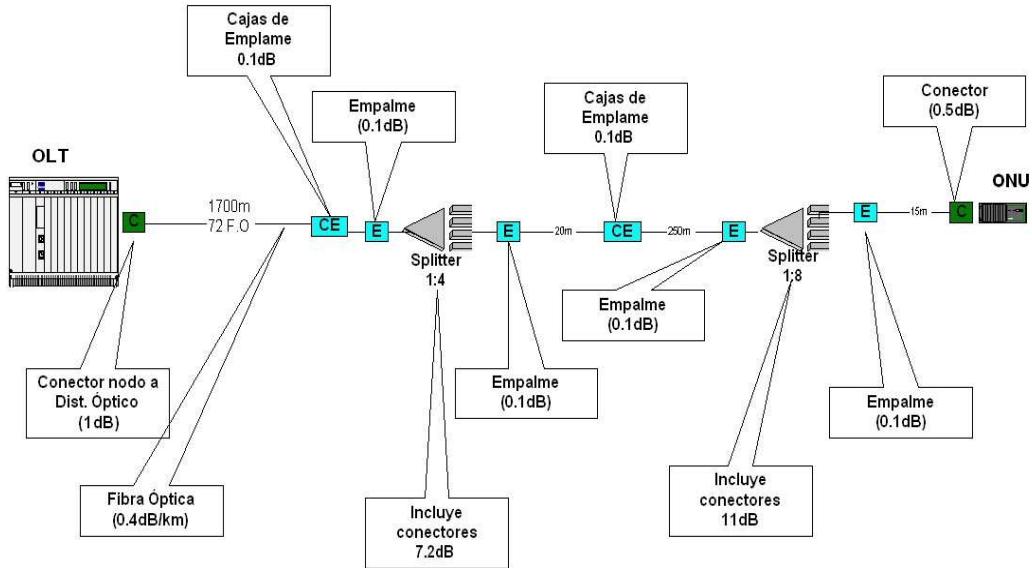 Cajas de
Emplame
0.1dB
Empalme
(0.1dB)
Cajas de
Emplame
0.1dB
Conector
(0.5dB)
OLT
ONU
C
1700m
72 F.O
CE
E
Splitter
1:4
E
20m
CE
250m
E
Splitter
1:8
E
15m
C
Conector nodo a
Dist. Óptico
(1dB)
Fibra Óptica
(0.4dB/km)
Incluye
conectores
7.2dB
Empalme
(0.1dB)
Empalme
(0.1dB)
Incluye
conectores
11dB
Empalme
(0.1dB)